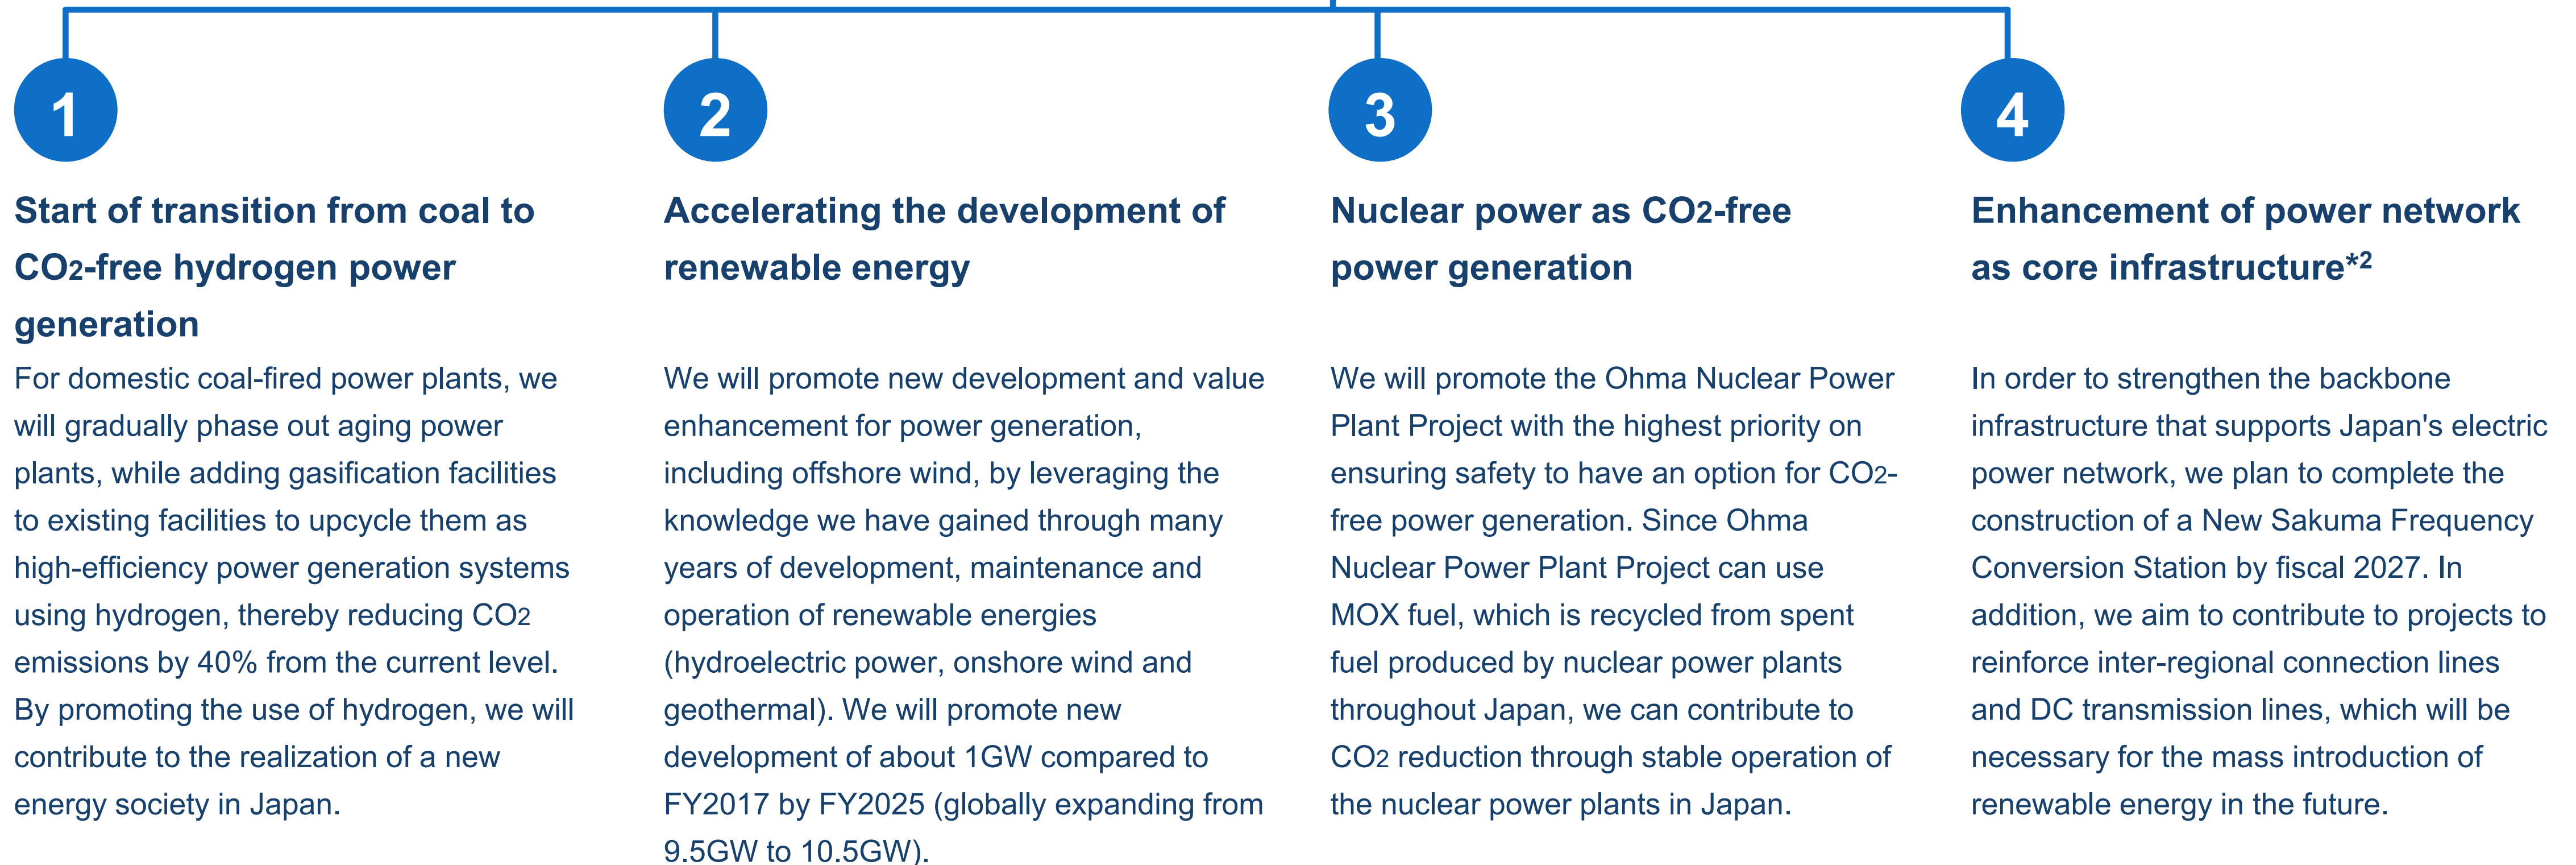 1
Start of transition from coal to
CO2-free hydrogen power
generation
For domestic coal-fired power plants, we
will gradually phase out aging power
plants, while adding gasification facilities
to existing facilities to upcycle them as
high-efficiency power generation systems
using hydrogen, thereby reducing CO2
emissions by 40% from the current level.
By promoting the use of hydrogen, we will
contribute to the realization of a new
energy society in Japan.
2
Accelerating the development of
renewable energy
We will promote new development and value
enhancement for power generation,
including offshore wind, by leveraging the
knowledge we have gained through many
years of development, maintenance and
operation of renewable energies
(hydroelectric power, onshore wind and
geothermal). We will promote new
development of about 1GW compared to
FY2017 by FY2025 (globally expanding from
9.5GW to 10.5GW).
3
Nuclear power as CO2-free
power generation
We will promote the Ohma Nuclear Power
Plant Project with the highest priority on
ensuring safety to have an option for CO2-
free power generation. Since Ohma
Nuclear Power Plant Project can use
MOX fuel, which is recycled from spent
fuel produced by nuclear power plants
throughout Japan, we can contribute to
CO2 reduction through stable operation of
the nuclear power plants in Japan.
4
Enhancement of power network
as core infrastructure*2
In order to strengthen the backbone
infrastructure that supports Japan's electric
power network, we plan to complete the
construction of a New Sakuma Frequency
Conversion Station by fiscal 2027. In
addition, we aim to contribute to projects to
reinforce inter-regional connection lines
and DC transmission lines, which will be
necessary for the mass introduction of
renewable energy in the future.